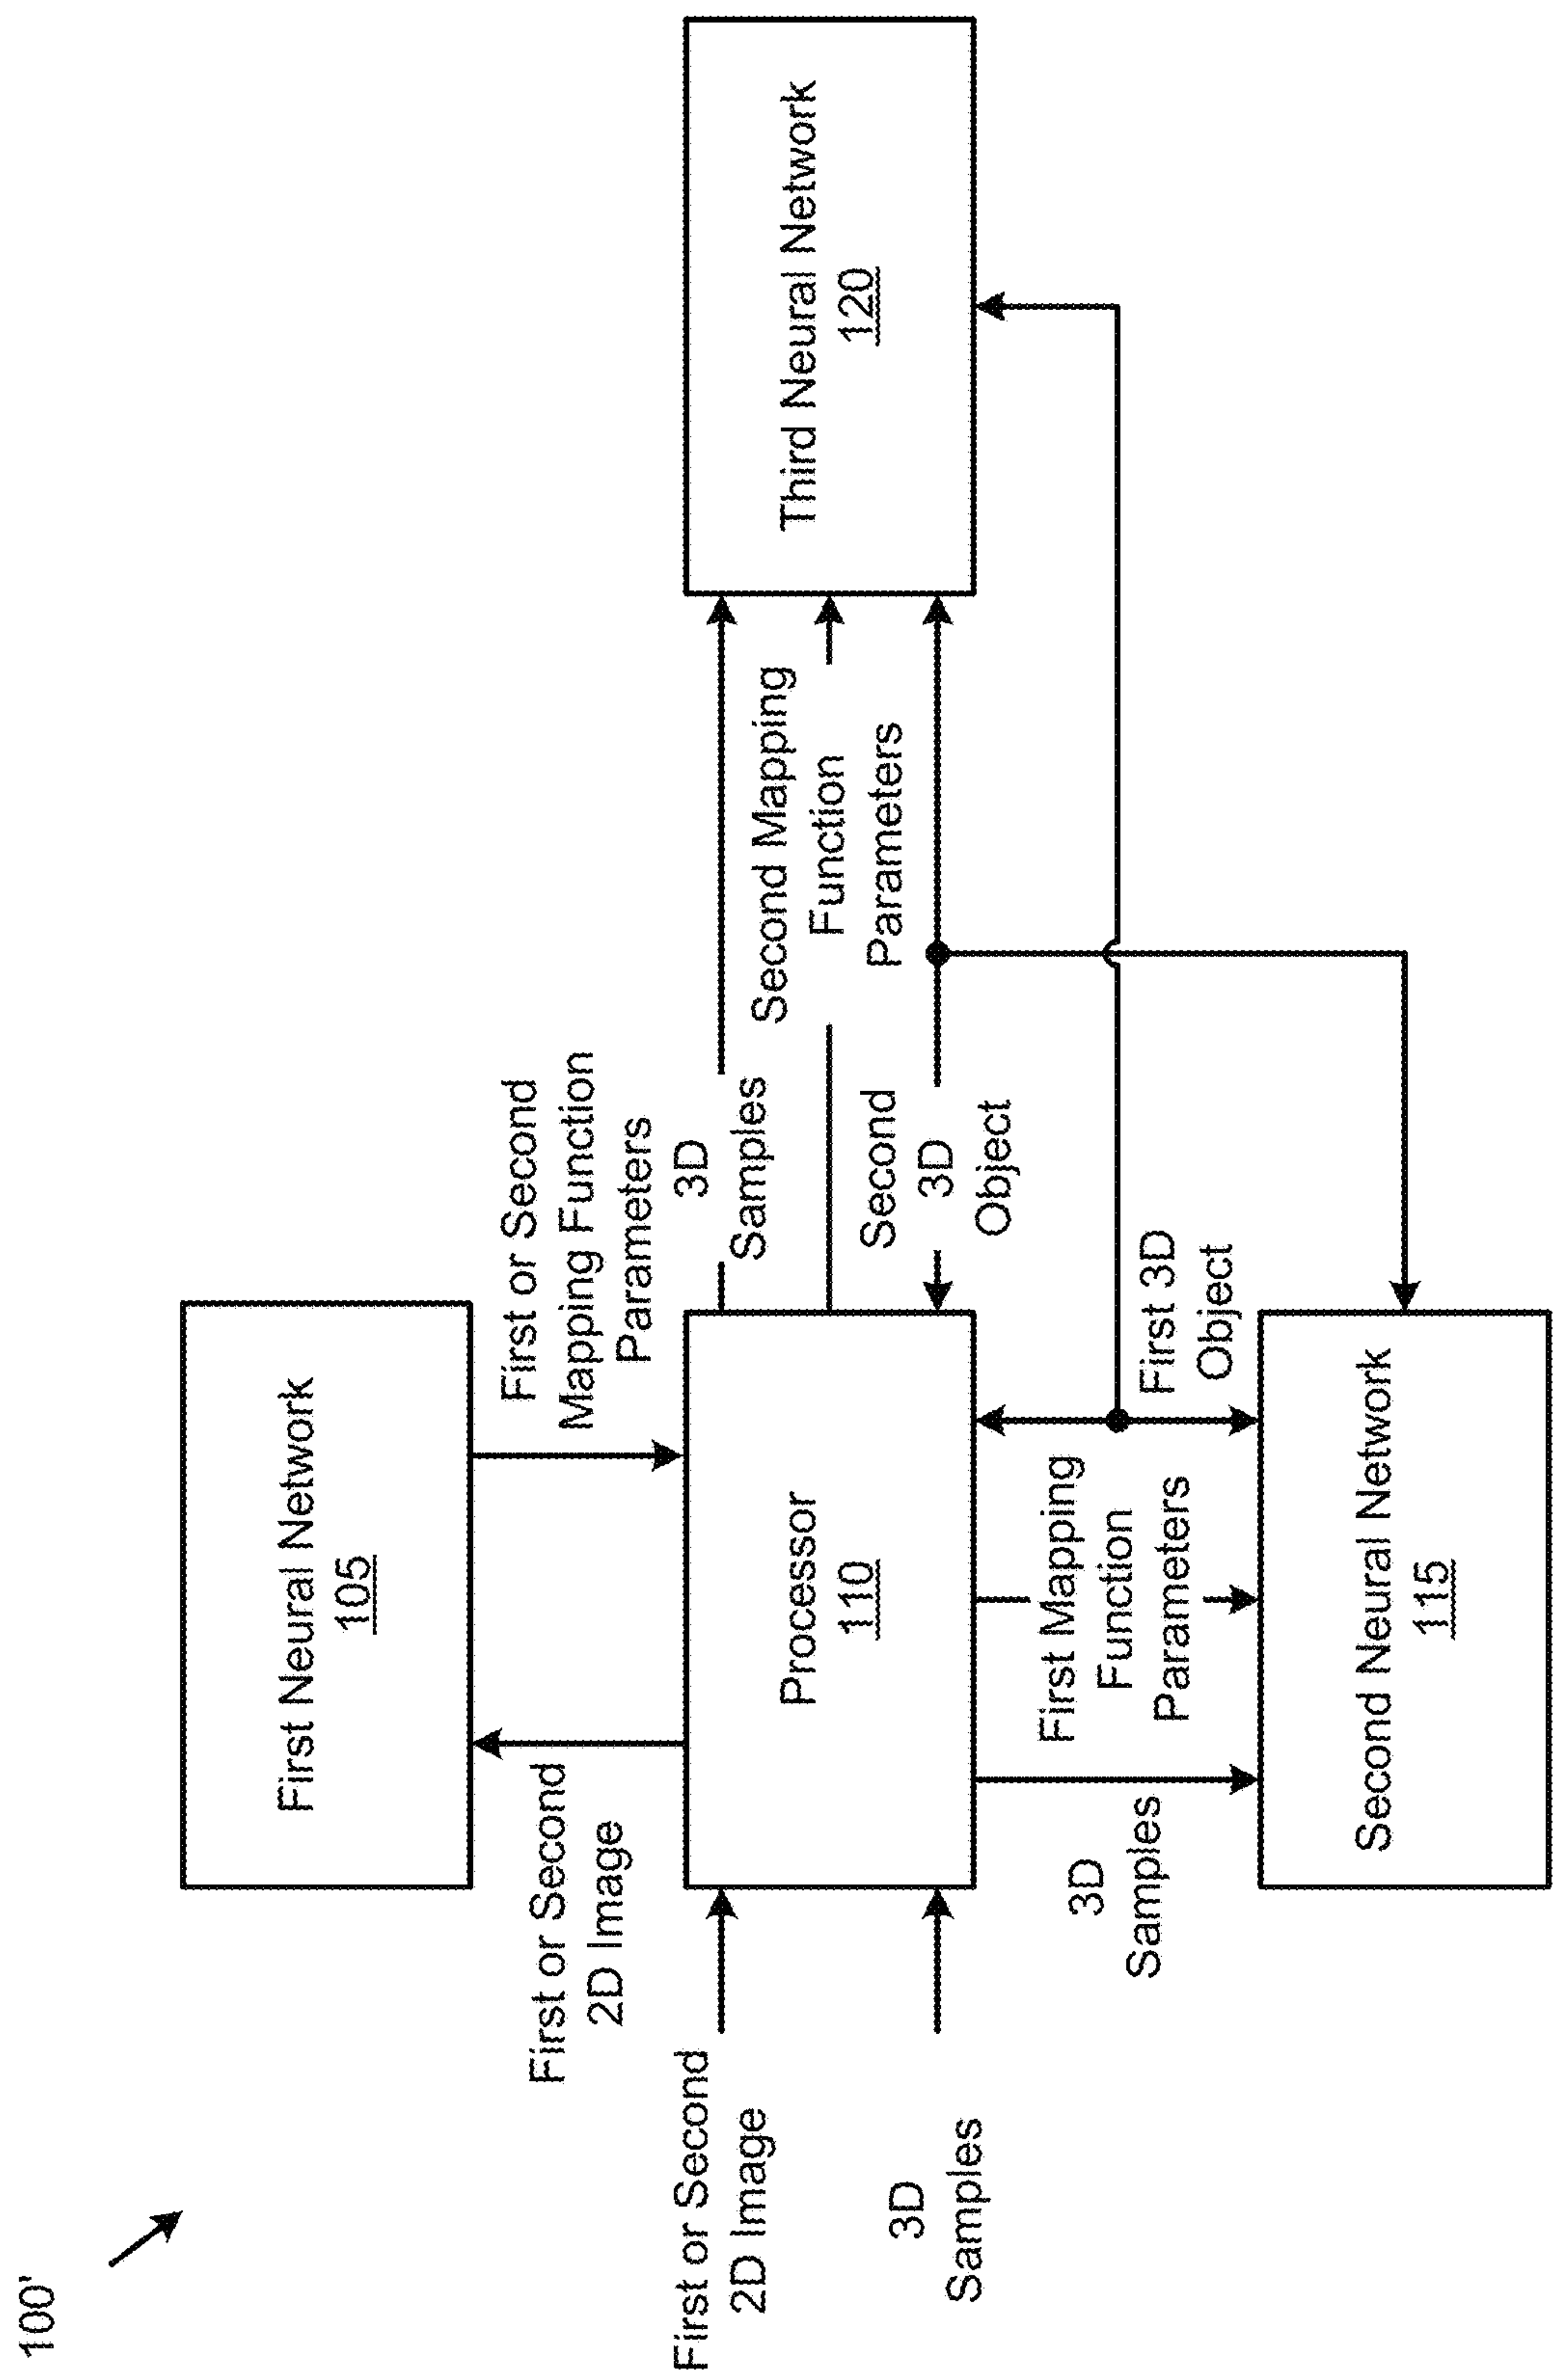 100'
First Neural Network
105
First or Second
2D Image
First or Second
Mapping Function
Parameters
First or Second
2D Image
3D
Samples
Processor
110
3D
Samples
Second Mapping
Function
Parameters
Second
3D
Object
Third Neural Network
120
3D
Samples
First Mapping
Function
Parameters
First 3D
Object
Second Neural Network
115